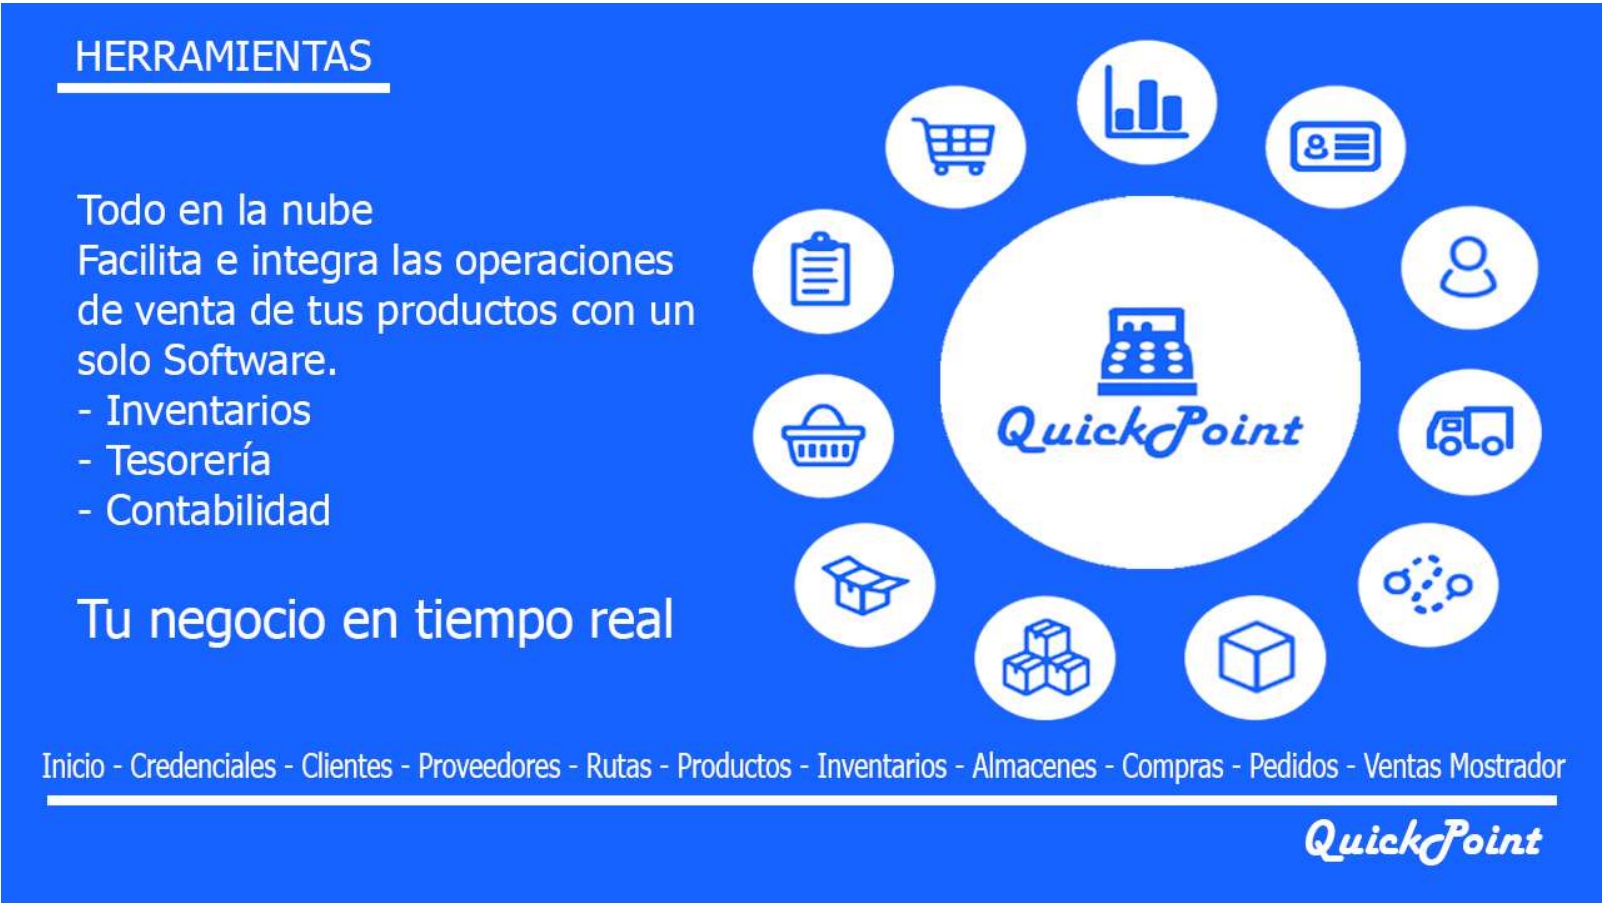 HERRAMIENTAS
Todo en la nube
Facilita e integra las operaciones
de venta de tus productos con un
solo Software.
- Inventarios
- Tesorería
- Contabilidad
Tu negocio en tiempo real
QuickPoint
Inicio - Credenciales - Clientes - Proveedores - Rutas - Productos - Inventarios - Almacenes - Compras - Pedidos - Ventas Mostrador
QuickPoint